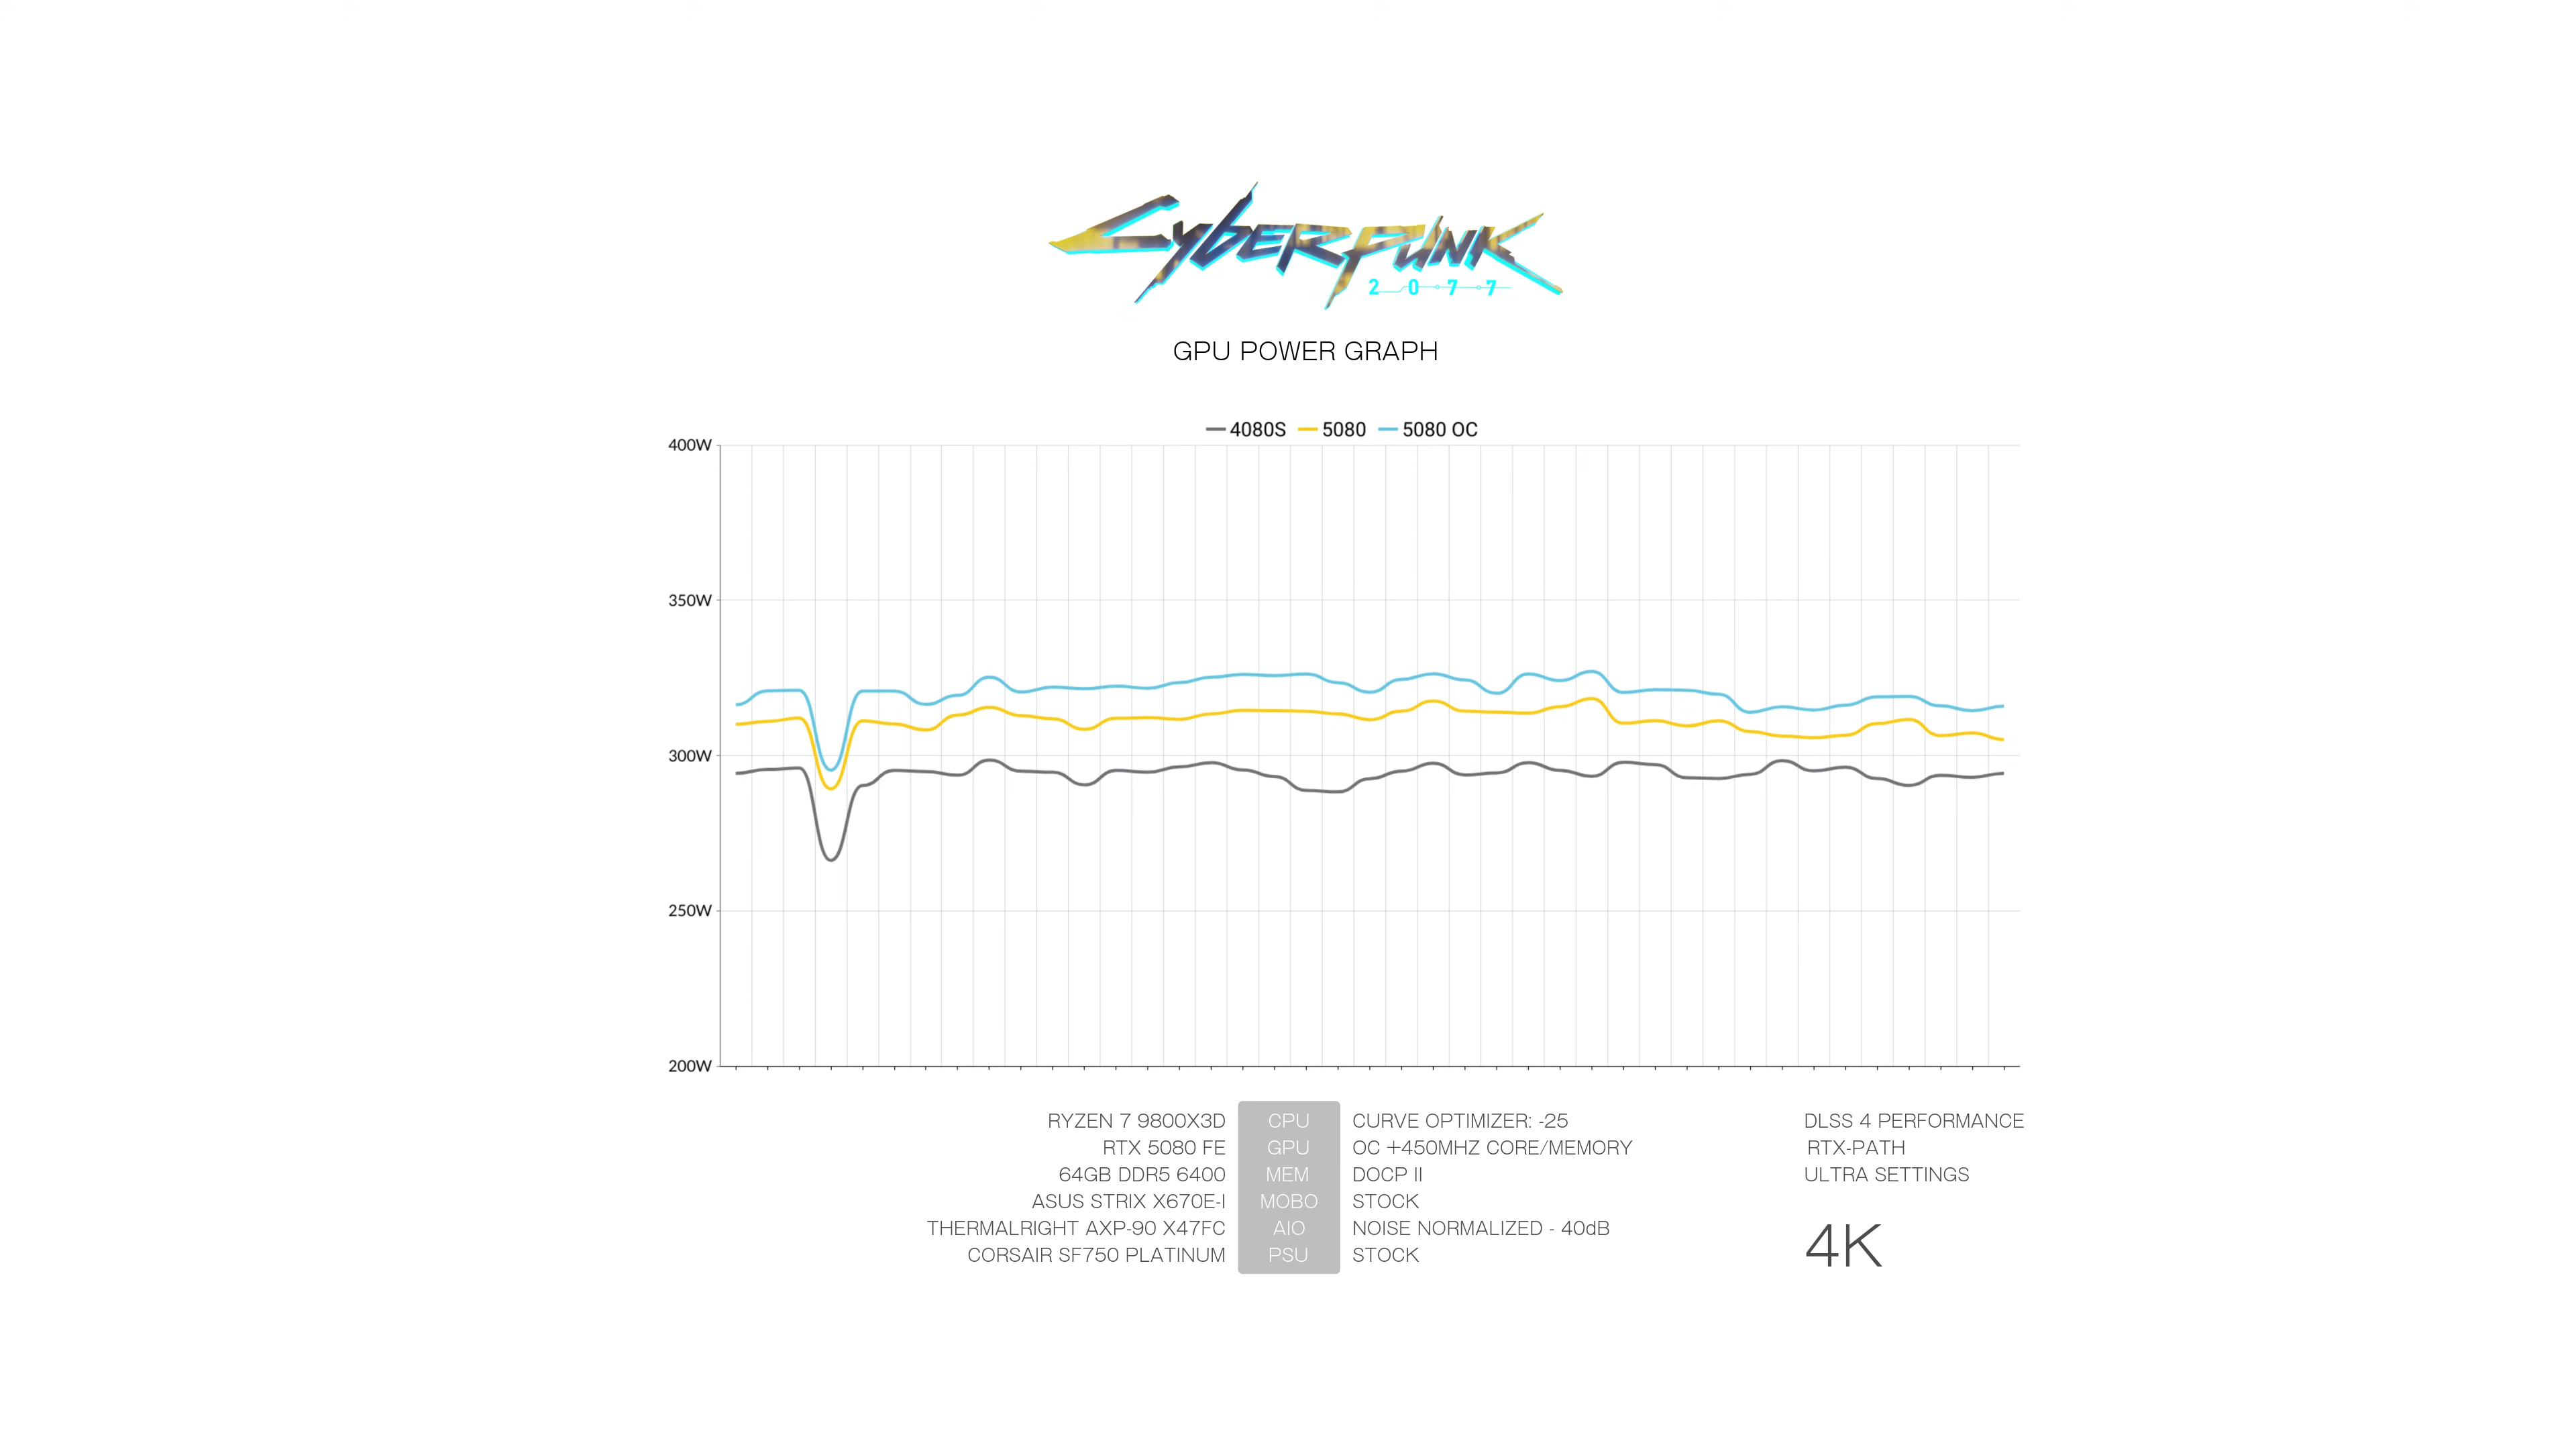 CYBERPUNK
2077
GPU POWER GRAPH
4080S 5080 5080 OC
400W
350W
300W
250W
200W
RYZEN 7 9800X3D CPU CURVE OPTIMIZER: -25
RTX 5080 FE GPU OC +450MHZ CORE/MEMORY
64GB DDR5 6400 MEM DOCP II
ASUS STRIX X670E-I MOBO STOCK
THERMALRIGHT AXP-90 X47FC AIO NOISE NORMALIZED - 40dB
CORSAIR SF750 PLATINUM PSU STOCK
DLSS 4 PERFORMANCE
RTX-PATH
ULTRA SETTINGS
4K